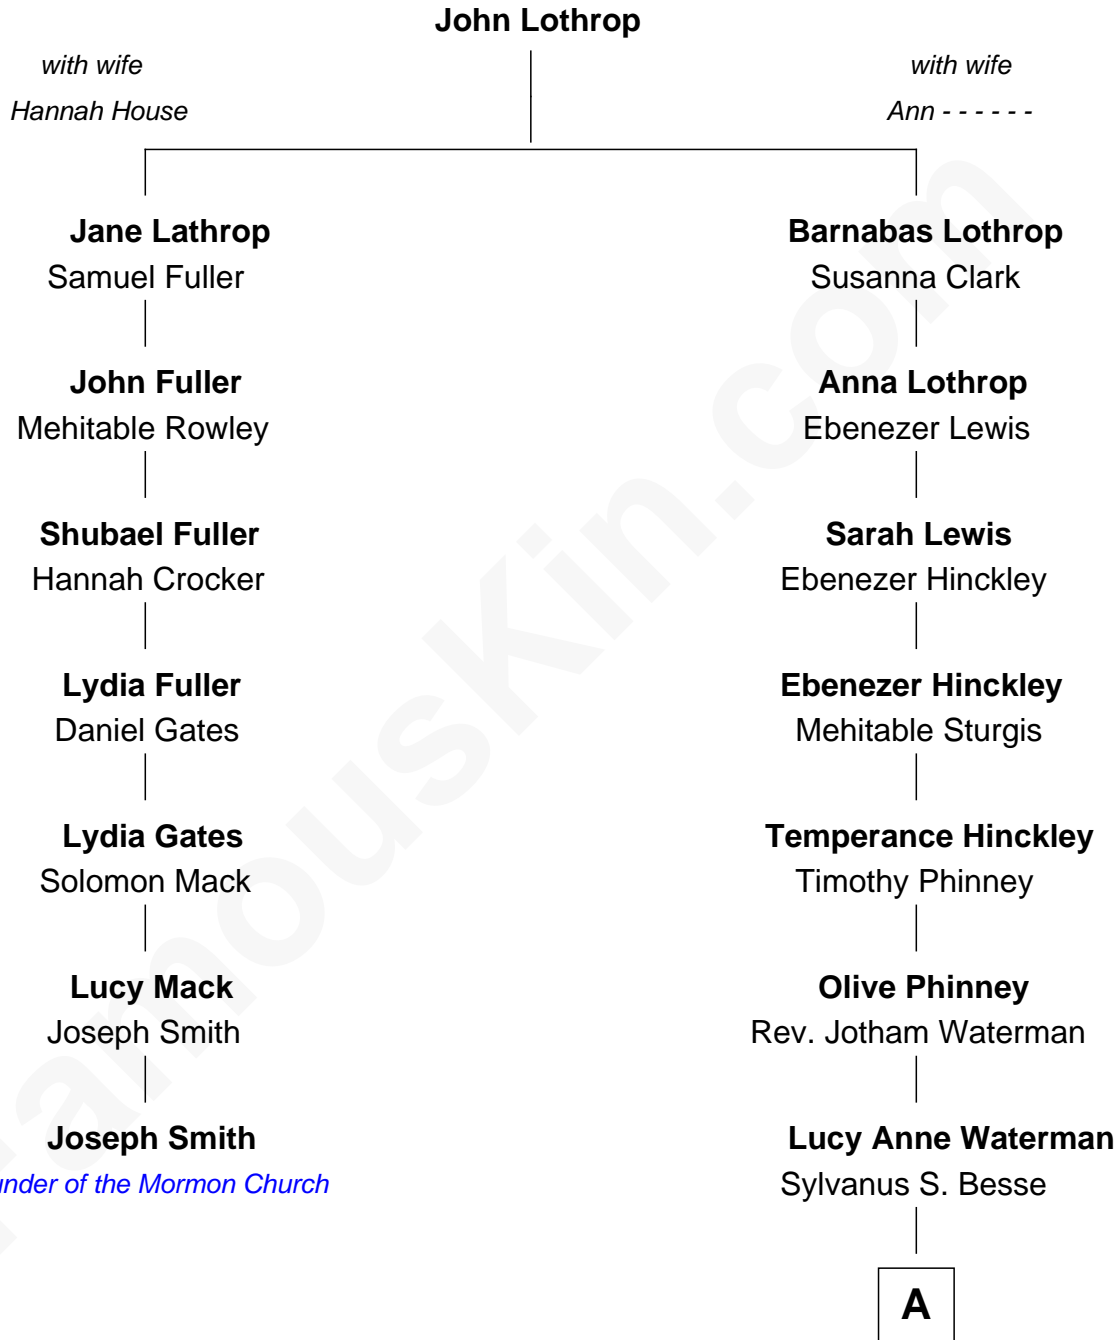 John Lothrop
with wife
Hannah House
with wife
Ann - - - - - -
Jane Lathrop
Samuel Fuller
Barnabas Lothrop
Susanna Clark
John Fuller
Mehitable Rowley
Anna Lothrop
Ebenezer Lewis
Shubael Fuller
Hannah Crocker
Sarah Lewis
Ebenezer Hinckley
Lydia Fuller
Daniel Gates
Ebenezer Hinckley
Mehitable Sturgis
Lydia Gates
Solomon Mack
Temperance Hinckley
Timothy Phinney
Lucy Mack
Joseph Smith
Olive Phinney
Rev. Jotham Waterman
Joseph Smith
under of the Mormon Church
Lucy Anne Waterman
Sylvanus S. Besse
A
FamousKin.com